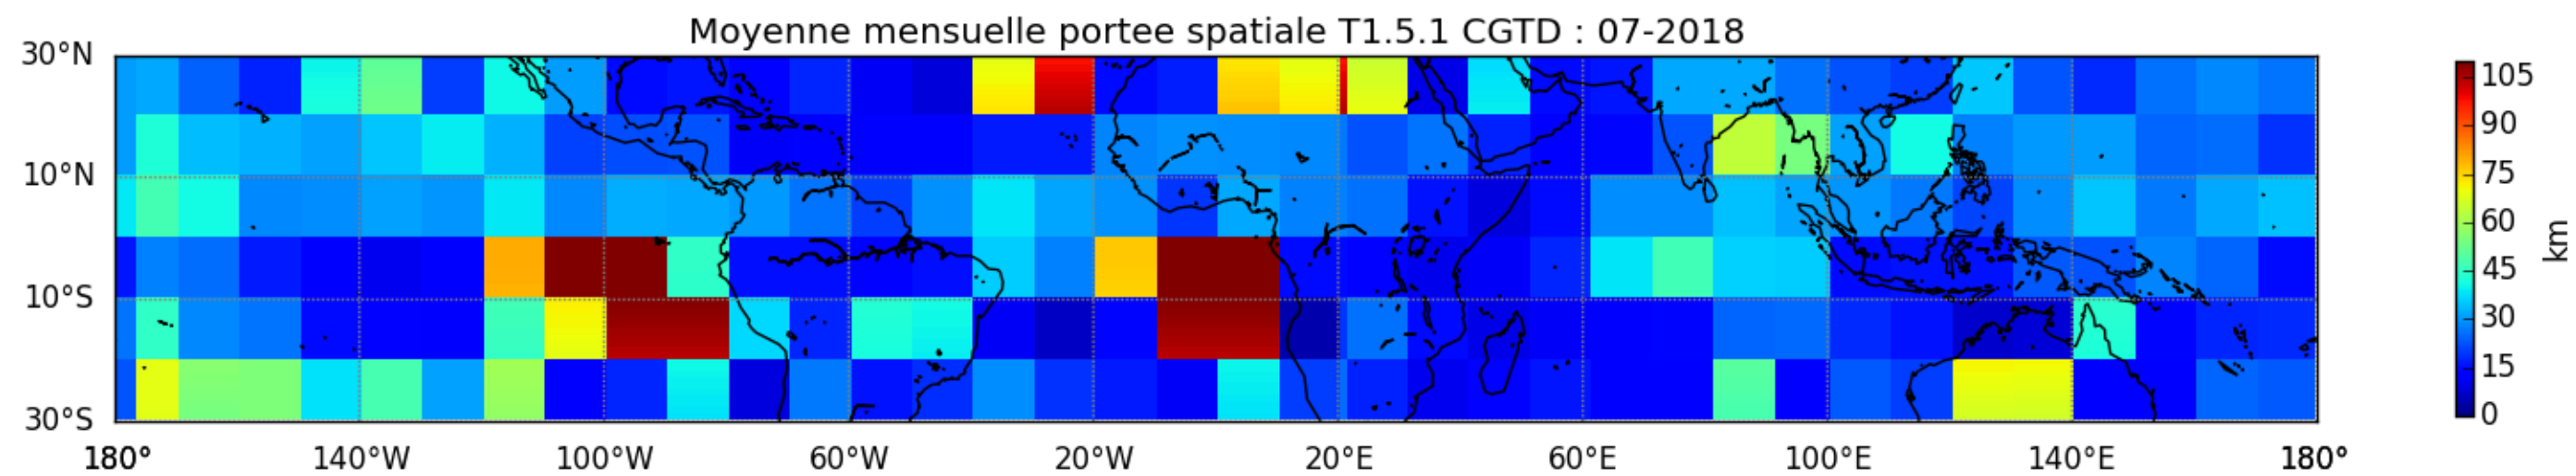 Moyenne mensuelle portee spatiale T1.5.1 CGTD : 07-2018
30°N
10°N
10°S
30°S
180° 140°W 100°W 60°W 20°W 20°E 60°E 100°E 140°E 180°
105
90
75
60
45
30
15
0
km